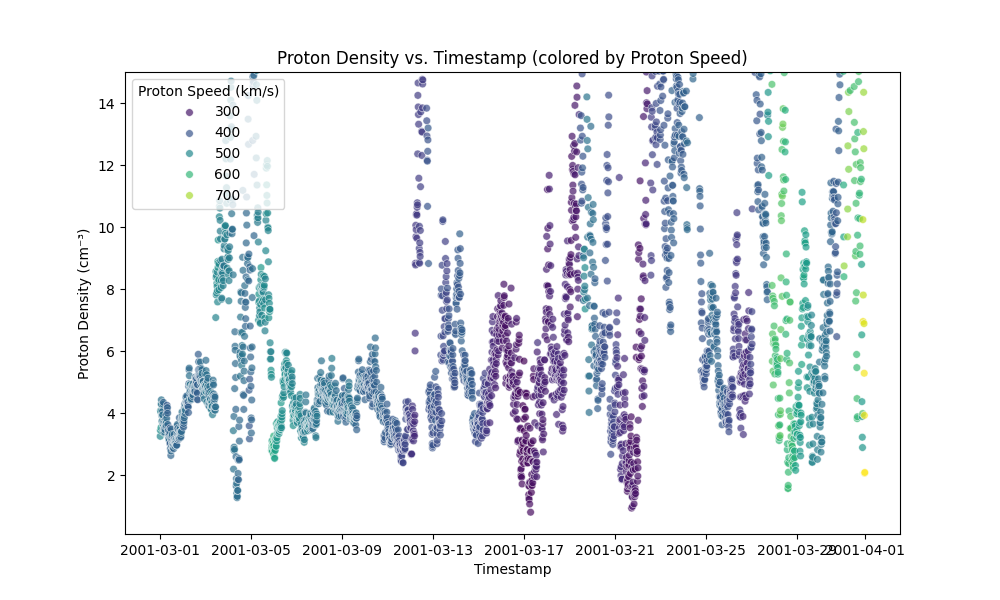 Proton Density vs. Timestamp (colored by Proton Speed)
Proton Density (cm⁻³)
14
12
10
8
6
4
2
Proton Speed (km/s)
300
400
500
600
700
2001-03-01 2001-03-05 2001-03-09 2001-03-13 2001-03-17 2001-03-21 2001-03-25 2001-03-29 2001-04-01
Timestamp